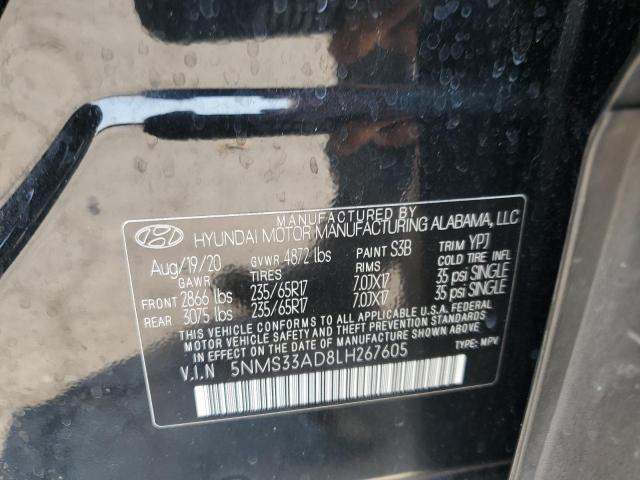 MANUFACTURED BY
HYUNDAI MOTOR MANUFACTURING ALABAMA, LLC
Aug/19/20 GVWR 4872 lbs PAINT S3B TRIM YPT
GAWR TIRES RIMS COLD TIRE INFL
FRONT 2866 lbs 235/65R17 7.0JX17 35 psi SINGLE
REAR 3075 lbs 235/65R17 7.0JX17 35 psi SINGLE
THIS VEHICLE CONFORMS TO ALL APPLICABLE U.S.A. FEDERAL
MOTOR VEHICLE SAFETY AND THEFT PREVENTION STANDARDS
IN EFFECT ON THE DATE OF MANUFACTURE SHOWN ABOVE.
V.I.N 5NMS33AD8LH267605 TYPE: MPV